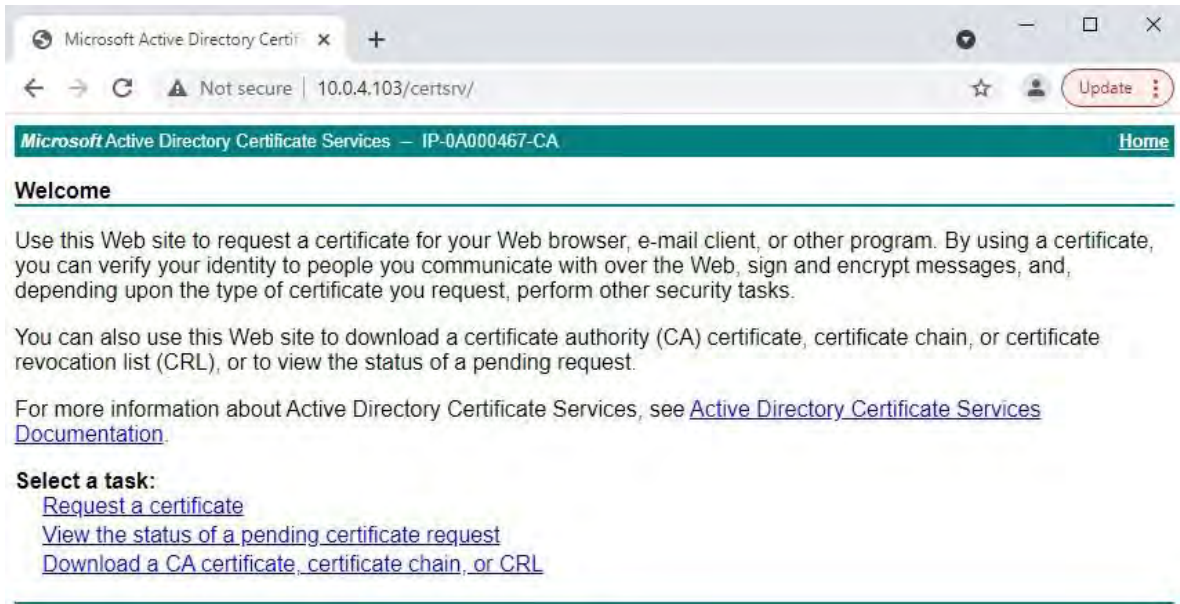 Microsoft Active Directory Certif
Not secure | 10.0.4.103/certsrv/
Update
Microsoft Active Directory Certificate Services – IP-0A000467-CA
Home
Welcome
Use this Web site to request a certificate for your Web browser, e-mail client, or other program. By using a certificate,
you can verify your identity to people you communicate with over the Web, sign and encrypt messages, and,
depending upon the type of certificate you request, perform other security tasks.
You can also use this Web site to download a certificate authority (CA) certificate, certificate chain, or certificate
revocation list (CRL), or to view the status of a pending request.
For more information about Active Directory Certificate Services, see Active Directory Certificate Services
Documentation.
Select a task:
Request a certificate
View the status of a pending certificate request
Download a CA certificate, certificate chain, or CRL